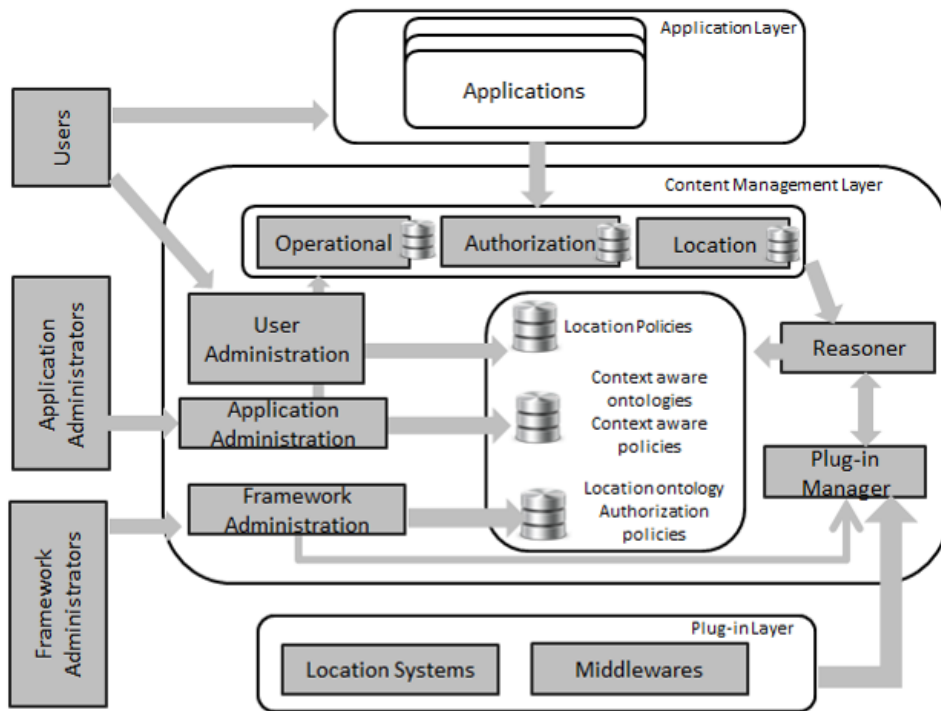 Application Layer
Applications
Users
Content Management Layer
Operational
Authorization
Location
User
Administration
Location Policies
Reasoner
Application
Administrators
Application
Administration
Context aware
ontologies
Context aware
policies
Plug-in
Manager
Framework
Administration
Location ontology
Authorization
policies
Framework
Administrators
Plug-in Layer
Location Systems
Middlewares